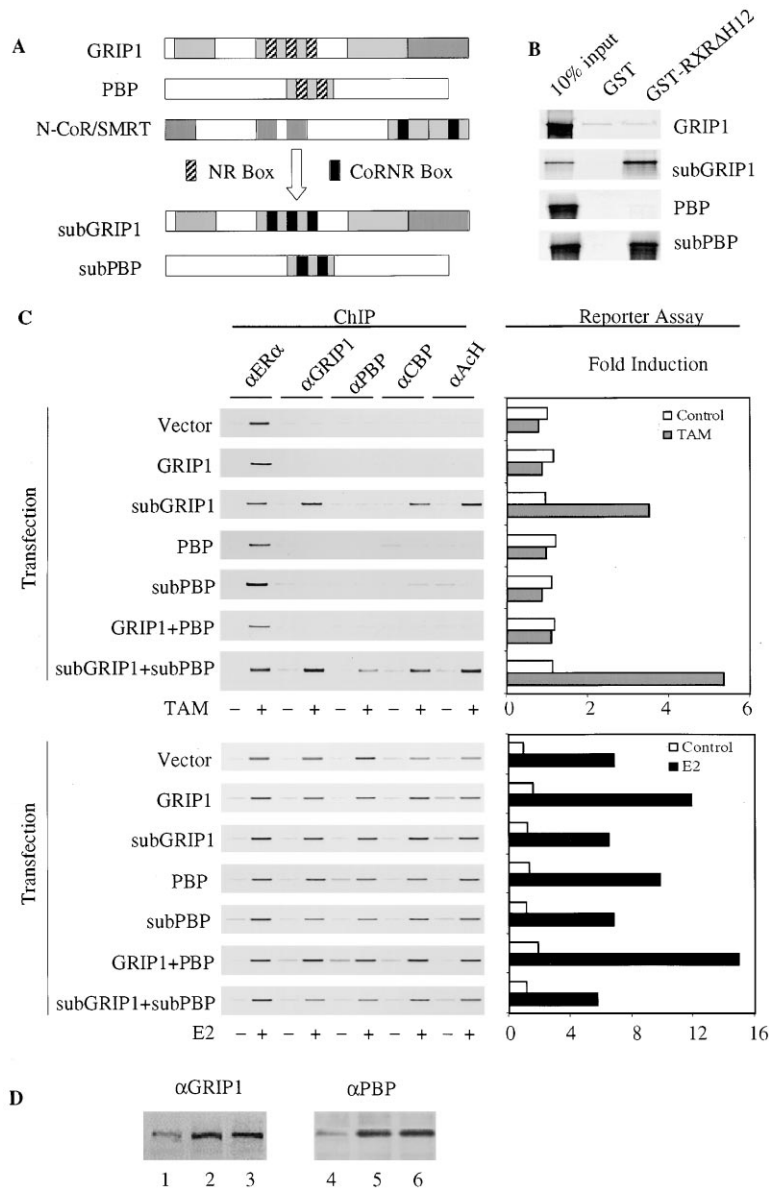 A
GRIP1
PBP
N-CoR/SMRT
NR Box
CoRNR Box
subGRIP1
subPBP
B
10% input
GST
GST-RXRΔH12
GRIP1
subGRIP1
PBP
subPBP
C
ChIP
Reporter Assay
αERα
αGRIP1
αPBP
αCBP
αAcH
Fold Induction
Transfection
Vector
GRIP1
subGRIP1
PBP
subPBP
GRIP1+PBP
subGRIP1+subPBP
TAM – + – + – + – + – +
Control
TAM
0 2 4 6
Transfection
Vector
GRIP1
subGRIP1
PBP
subPBP
GRIP1+PBP
subGRIP1+subPBP
E2 – + – + – + – + – +
Control
E2
0 4 8 12 16
D
αGRIP1
αPBP
1 2 3
4 5 6